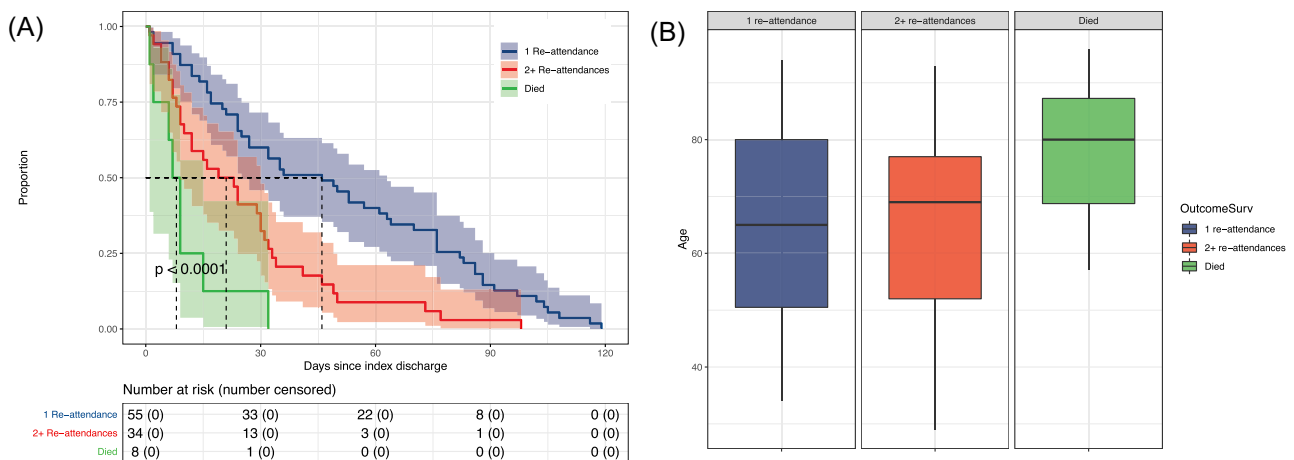 (A)
1.00
0.75
0.50
0.25
0.00
Proportion
1 Re−attendance
2+ Re−attendances
Died
p < 0.0001
0
30
60
90
120
Days since index discharge
Number at risk (number censored)
1 Re−attendance 55 (0) 33 (0) 22 (0) 8 (0) 0 (0)
2+ Re−attendances 34 (0) 13 (0) 3 (0) 1 (0) 0 (0)
Died 8 (0) 1 (0) 0 (0) 0 (0) 0 (0)
(B)
1 re−attendance
2+ re−attendances
Died
80
60
40
Age
OutcomeSurv
1 re−attendance
2+ re−attendances
Died